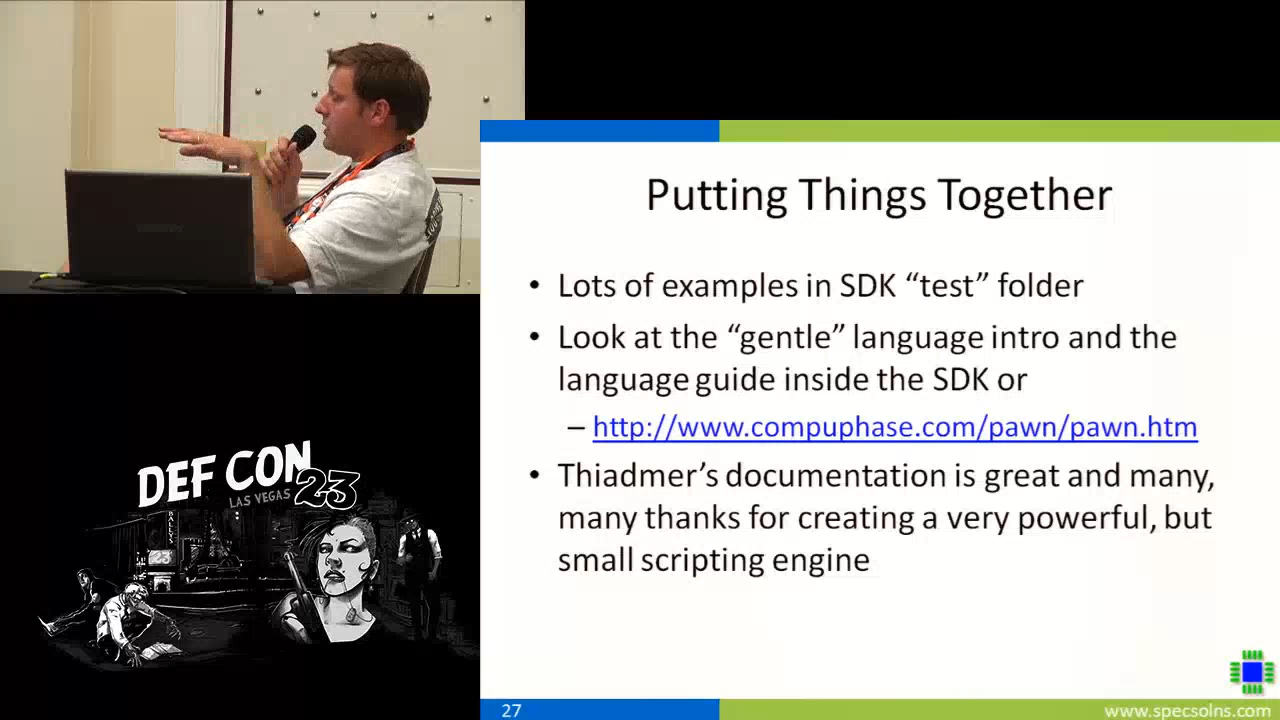 Putting Things Together
• Lots of examples in SDK “test” folder
• Look at the “gentle” language intro and the
language guide inside the SDK or
– http://www.compuphase.com/pawn/pawn.htm
• Thiadmer’s documentation is great and many,
many thanks for creating a very powerful, but
small scripting engine
27
www.specsolns.com
DEF CON
LAS VEGAS 23
BALLY'S
23